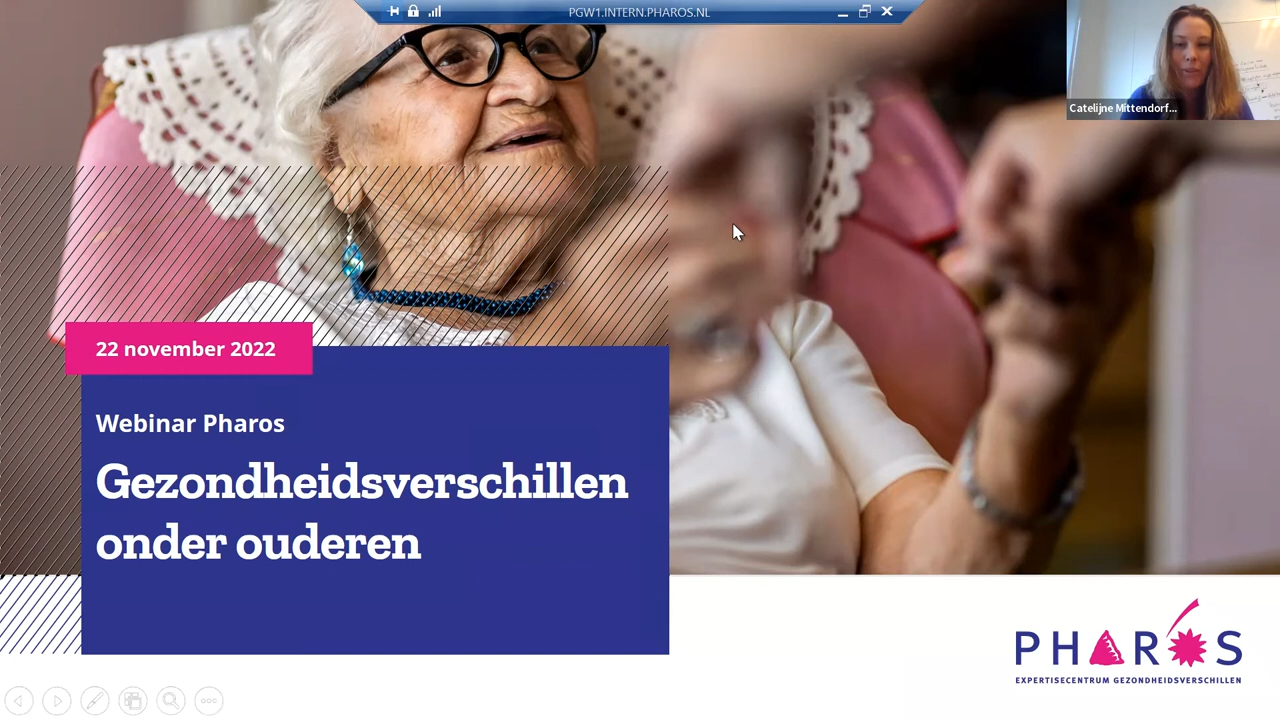 PGW1.INTERN.PHAROS.NL
Catelijne Mittendorf...
22 november 2022
Webinar Pharos
Gezondheidsverschillen
onder ouderen
PHAROS
EXPERTISECENTRUM GEZONDHEIDSVERSCHILLEN